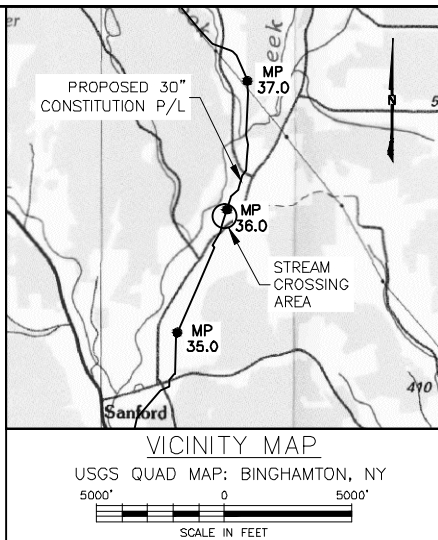 eek
MP
37.0
PROPOSED 30"
CONSTITUTION P/L
N
5
MP
36.0
STREAM
CROSSING
AREA
MP
35.0
410
Sanford
VICINITY MAP
USGS QUAD MAP: BINGHAMTON, NY
5000' 0 5000'
SCALE IN FEET